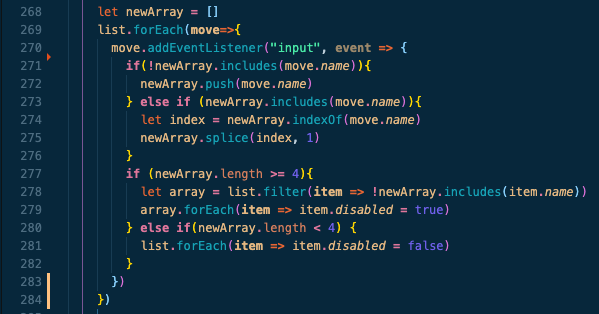 268 let newArray = []
269 list.forEach(move=>{
270 move.addEventListener("input", event => {
271 if(!newArray.includes(move.name)){
272 newArray.push(move.name)
273 } else if (newArray.includes(move.name)){
274 let index = newArray.indexOf(move.name)
275 newArray.splice(index, 1)
276 }
277 if (newArray.length >= 4){
278 let array = list.filter(item => !newArray.includes(item.name))
279 array.forEach(item => item.disabled = true)
280 } else if(newArray.length < 4) {
281 list.forEach(item => item.disabled = false)
282 }
283 })
284 })